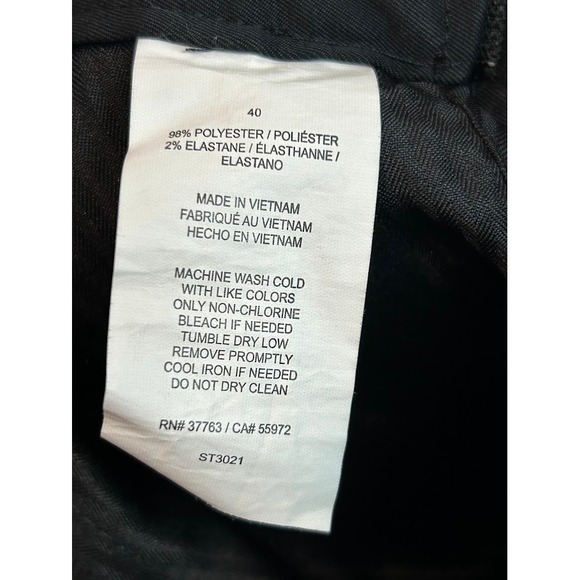 40
98% POLYESTER / POLIÉSTER
2% ELASTANE / ÉLASTHANNE /
ELASTANO
MADE IN VIETNAM
FABRIQUÉ AU VIETNAM
HECHO EN VIETNAM
MACHINE WASH COLD
WITH LIKE COLORS
ONLY NON-CHLORINE
BLEACH IF NEEDED
TUMBLE DRY LOW
REMOVE PROMPTLY
COOL IRON IF NEEDED
DO NOT DRY CLEAN
RN# 37763 / CA# 55972
ST3021